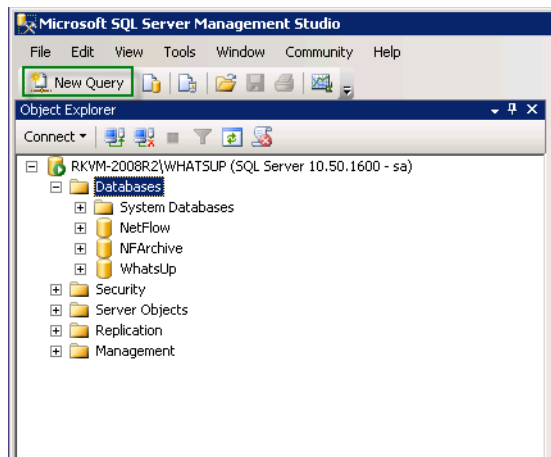 Microsoft SQL Server Management Studio
File Edit View Tools Window Community Help
New Query
Object Explorer
Connect
RKVM-2008R2\WHATSUP (SQL Server 10.50.1600 - sa)
Databases
System Databases
NetFlow
NFArchive
WhatsUp
Security
Server Objects
Replication
Management